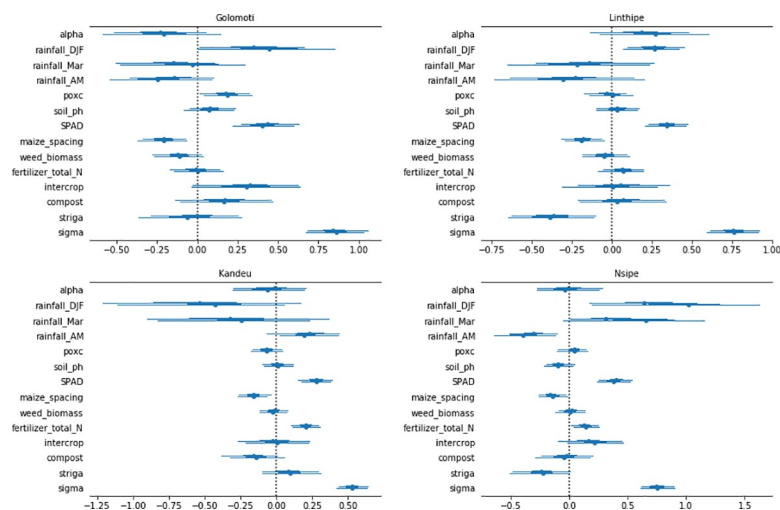 Golomoti
alpha
rainfall_DJF
rainfall_Mar
rainfall_AM
poxc
soil_ph
SPAD
maize_spacing
weed_biomass
fertilizer_total_N
intercrop
compost
striga
sigma
−0.50 −0.25 0.00 0.25 0.50 0.75 1.00
Linthipe
alpha
rainfall_DJF
rainfall_Mar
rainfall_AM
poxc
soil_ph
SPAD
maize_spacing
weed_biomass
fertilizer_total_N
intercrop
compost
striga
sigma
−0.75 −0.50 −0.25 0.00 0.25 0.50 0.75 1.00
Kandeu
alpha
rainfall_DJF
rainfall_Mar
rainfall_AM
poxc
soil_ph
SPAD
maize_spacing
weed_biomass
fertilizer_total_N
intercrop
compost
striga
sigma
−1.25 −1.00 −0.75 −0.50 −0.25 0.00 0.25 0.50
Nsipe
alpha
rainfall_DJF
rainfall_Mar
rainfall_AM
poxc
soil_ph
SPAD
maize_spacing
weed_biomass
fertilizer_total_N
intercrop
compost
striga
sigma
−0.5 0.0 0.5 1.0 1.5